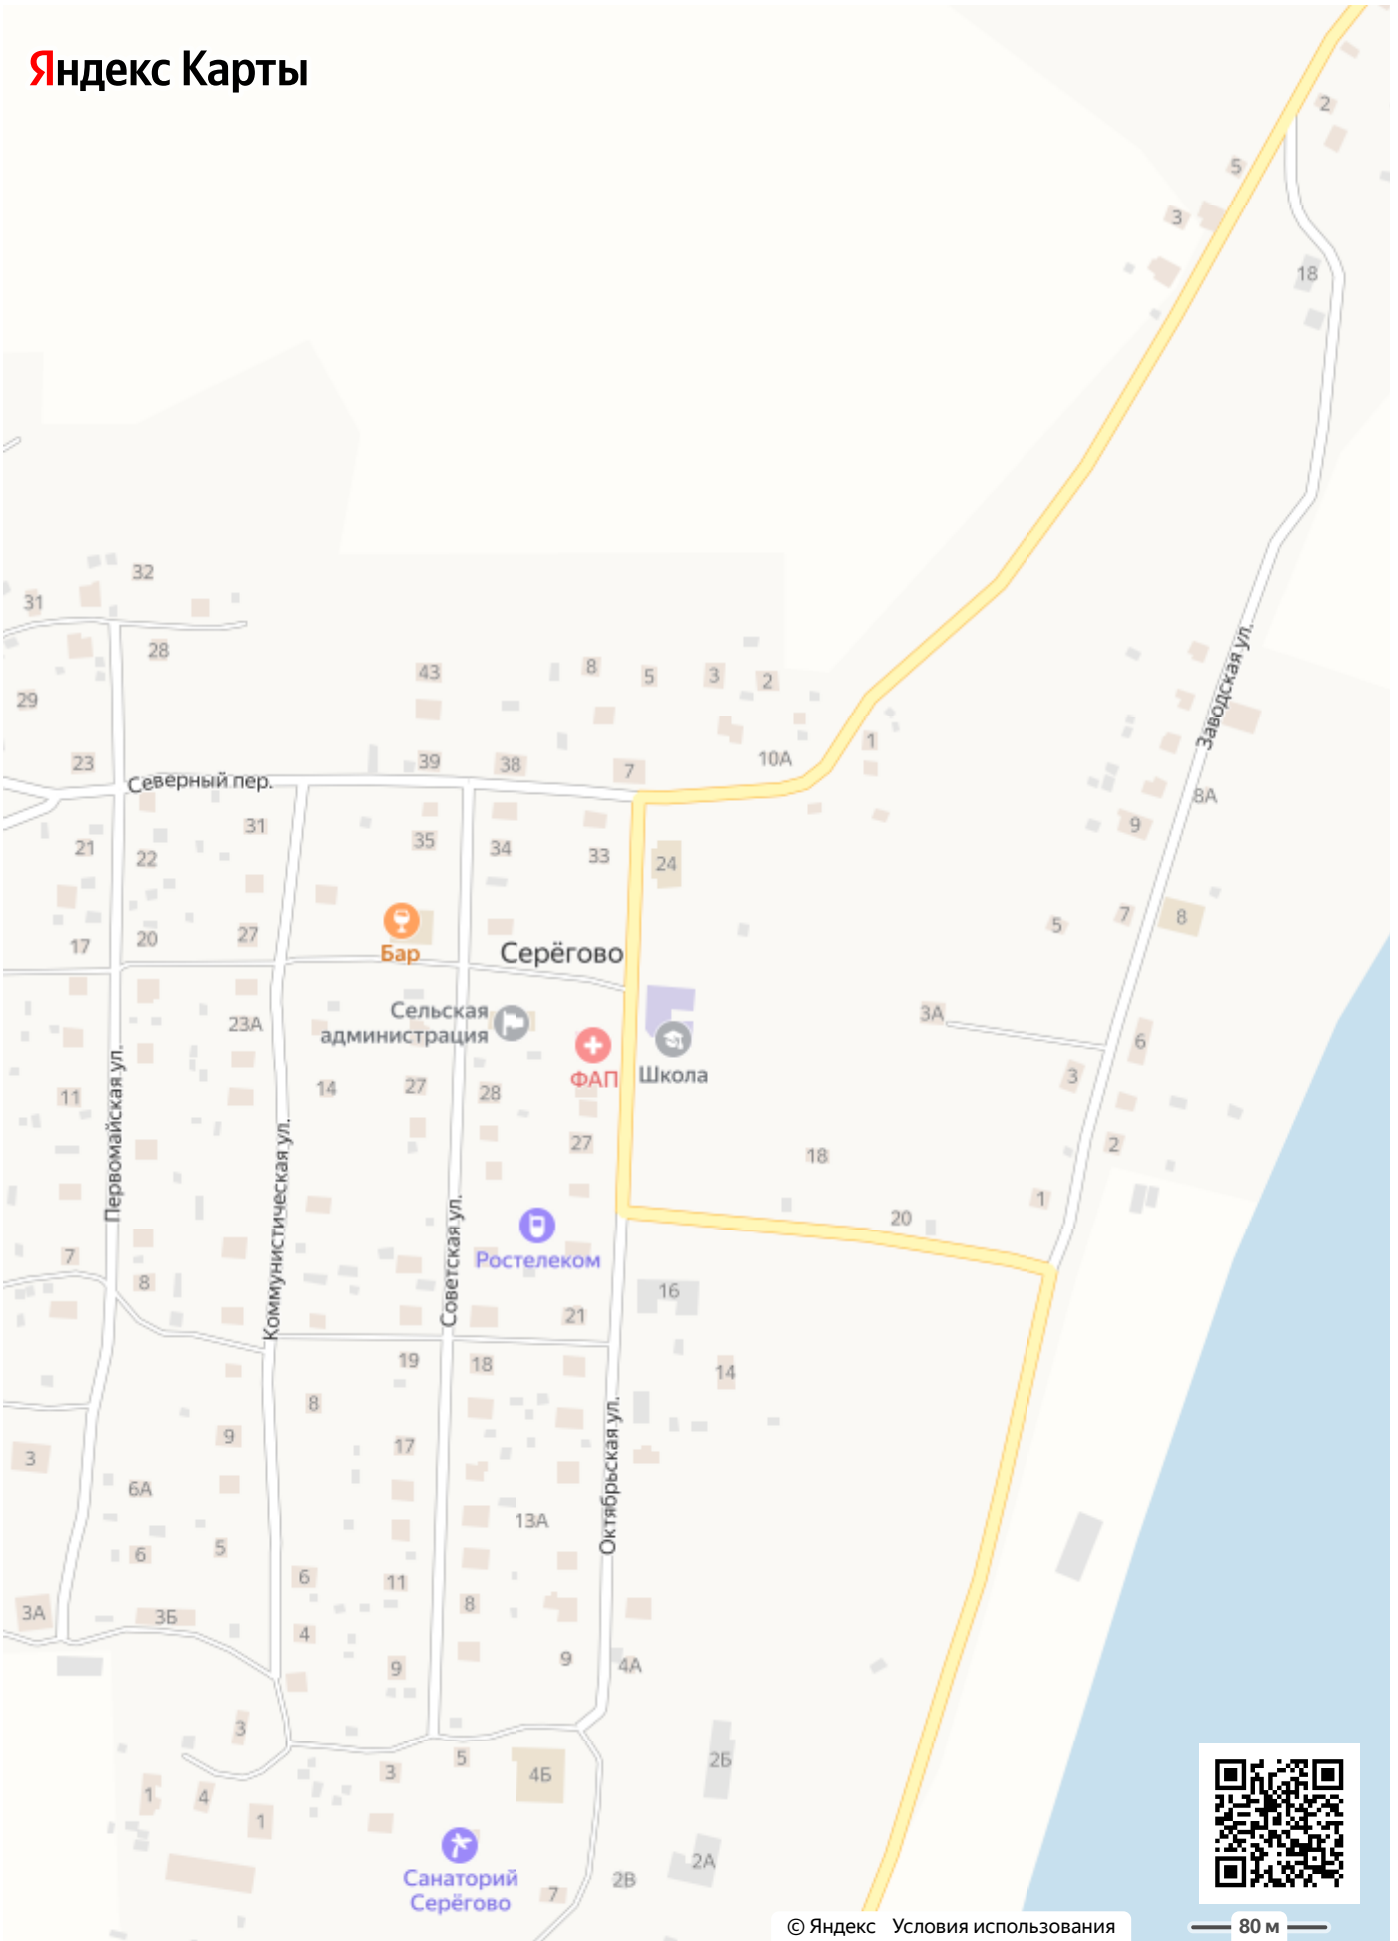 Яндекс Карты
2
5
3
18
32
31
28
29
43
8
5
3
2
Заводская ул.
23
39
38
7
10А
1
Северный пер.
8А
31
9
21
22
35
34
33
24
7
8
5
17
20
27
Бар
Серёгово
23А
Сельская
администрация
3А
6
ФАП
Школа
3
11
14
27
28
Первомайская ул.
27
2
18
Коммунистическая ул.
1
Советская ул.
20
7
Ростелеком
8
16
21
19
18
14
8
9
17
3
Октябрьская ул.
6А
13А
6
5
6
11
3А
3Б
8
4
9
9
4А
3
5
3
4Б
2Б
1
4
1
Санаторий
Серёгово
2А
7
2В
© Яндекс Условия использования
80 м